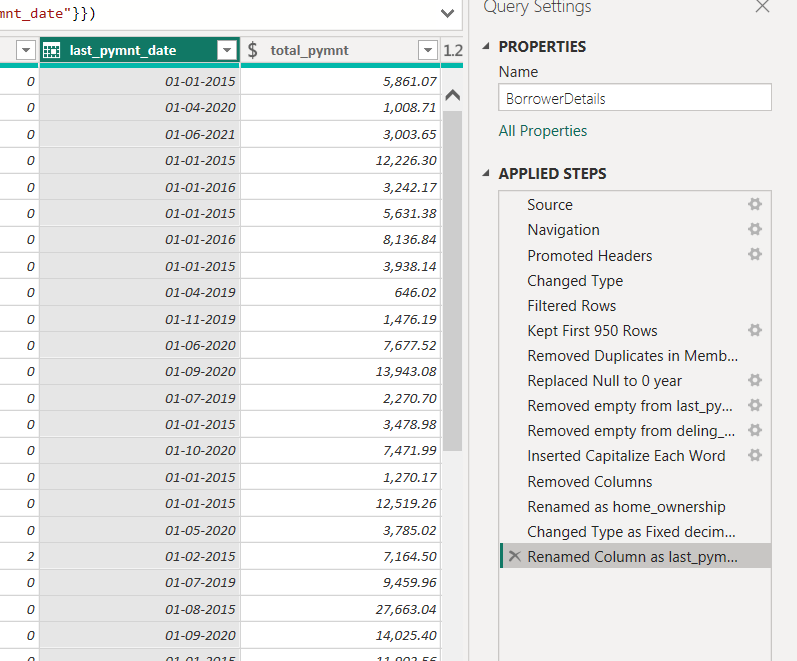 mnt_date"}})
last_pymnt_date $ total_pymnt 1.2
0 01-01-2015 5,861.07
0 01-04-2020 1,008.71
0 01-06-2021 3,003.65
0 01-01-2015 12,226.30
0 01-01-2016 3,242.17
0 01-01-2015 5,631.38
0 01-01-2016 8,136.84
0 01-01-2015 3,938.14
0 01-04-2019 646.02
0 01-11-2019 1,476.19
0 01-06-2020 7,677.52
0 01-09-2020 13,943.08
0 01-07-2019 2,270.70
0 01-01-2015 3,478.98
0 01-10-2020 7,471.99
0 01-01-2015 1,270.17
0 01-01-2015 12,519.26
0 01-05-2020 3,785.02
2 01-02-2015 7,164.50
0 01-07-2019 9,459.96
0 01-08-2015 27,663.04
0 01-09-2020 14,025.40
0 01-01-2015 11,902.56
Query Settings
PROPERTIES
Name
BorrowerDetails
All Properties
APPLIED STEPS
Source
Navigation
Promoted Headers
Changed Type
Filtered Rows
Kept First 950 Rows
Removed Duplicates in Memb...
Replaced Null to 0 year
Removed empty from last_py...
Removed empty from deling_...
Inserted Capitalize Each Word
Removed Columns
Renamed as home_ownership
Changed Type as Fixed decim...
Renamed Column as last_pym...